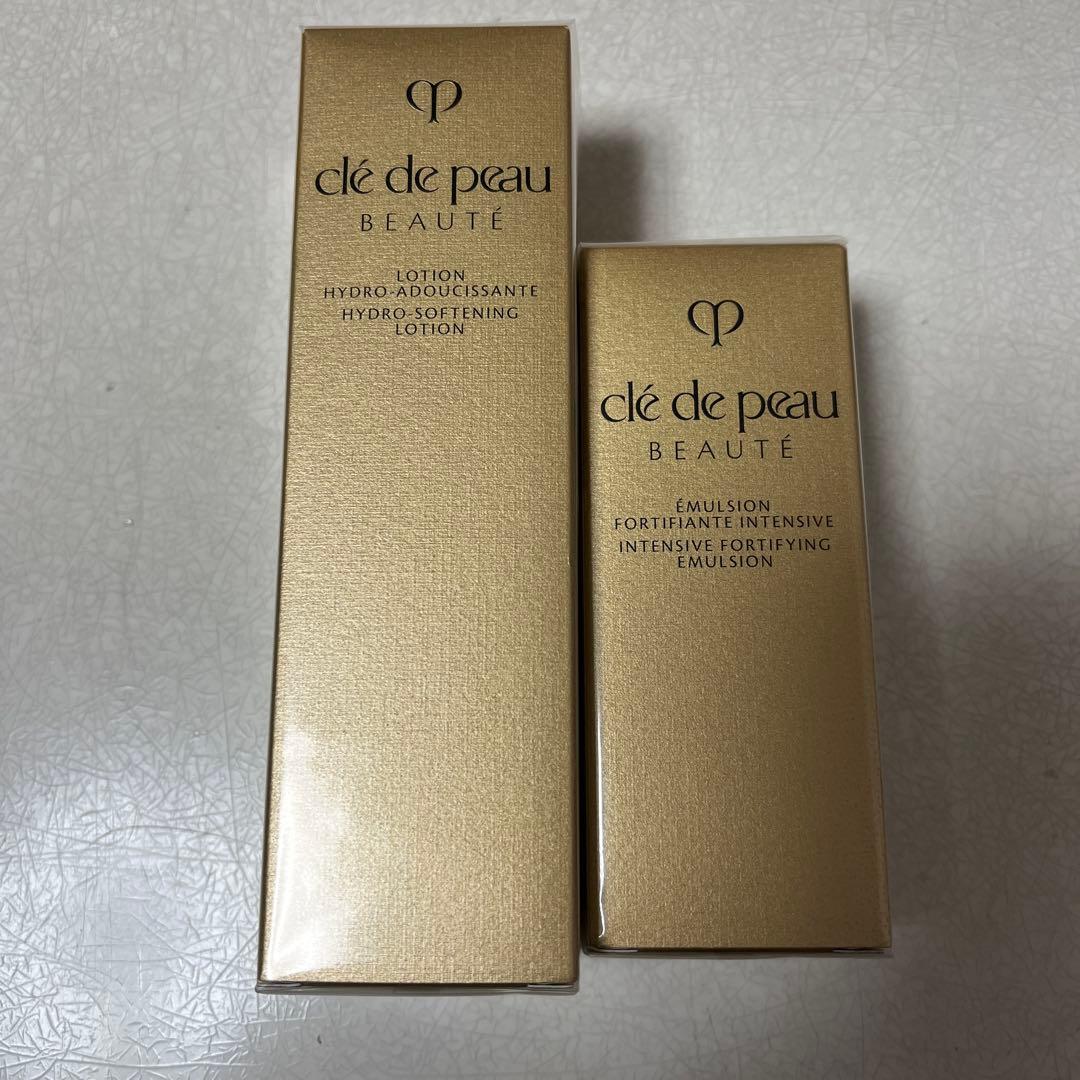 clé de peau
BEAUTÉ
LOTION
HYDRO-ADOUCISSANTE
HYDRO-SOFTENING
LOTION
clé de peau
BEAUTÉ
ÉMULSION
FORTIFIANTE INTENSIVE
INTENSIVE FORTIFYING
EMULSION